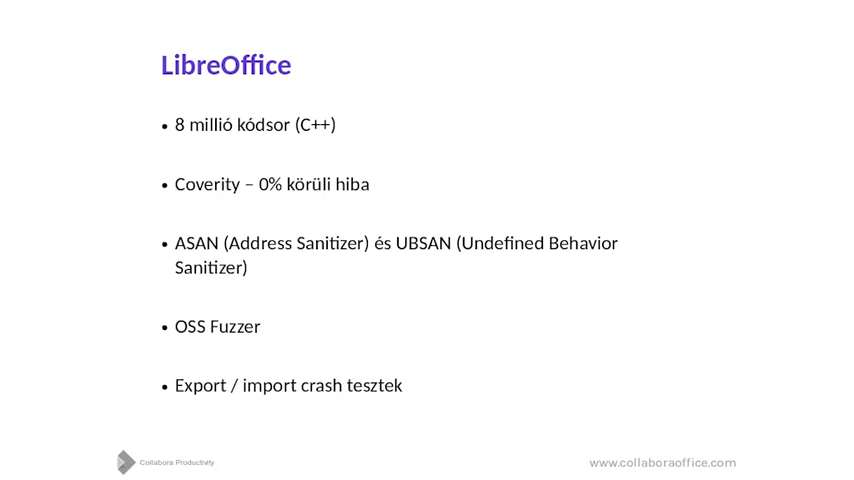 LibreOffice
• 8 millió kódsor (C++)
• Coverity – 0% körüli hiba
• ASAN (Address Sanitizer) és UBSAN (Undefined Behavior
Sanitizer)
• OSS Fuzzer
• Export / import crash tesztek
Collabora Productivity
www.collaboraoffice.com